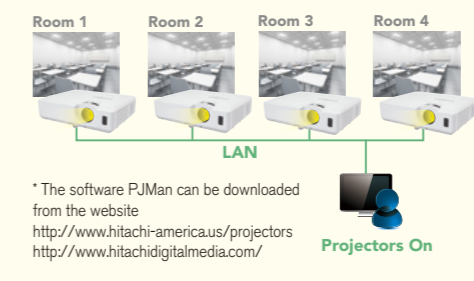 Room 1 Room 2 Room 3 Room 4
LAN
* The software PJMan can be downloaded
from the website
http://www.hitachi-america.us/projectors
http://www.hitachidigitalmedia.com/
Projectors On